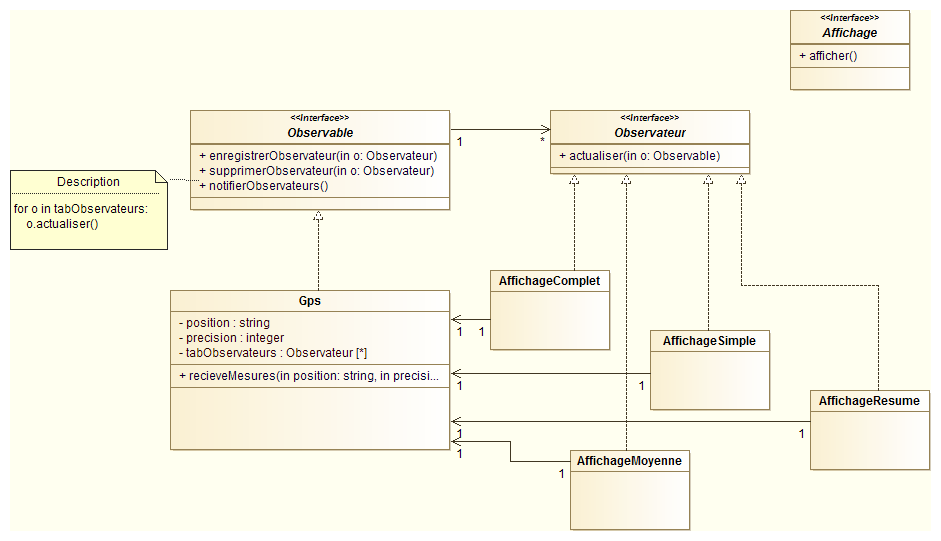 <<Interface>>
Affichage
+ afficher()
<<Interface>>
Observable
+ enregistrerObservateur(in o: Observateur)
+ supprimerObservateur(in o: Observateur)
+ notifierObservateurs()
1
*
<<Interface>>
Observateur
+ actualiser(in o: Observable)
Description
for o in tabObservateurs:
o.actualiser()
Gps
- position : string
- precision : integer
- tabObservateurs : Observateur [*]
+ recieveMesures(in position: string, in precisi...
AffichageComplet
1
1
AffichageSimple
1
1
AffichageResume
1
1
AffichageMoyenne
1
1